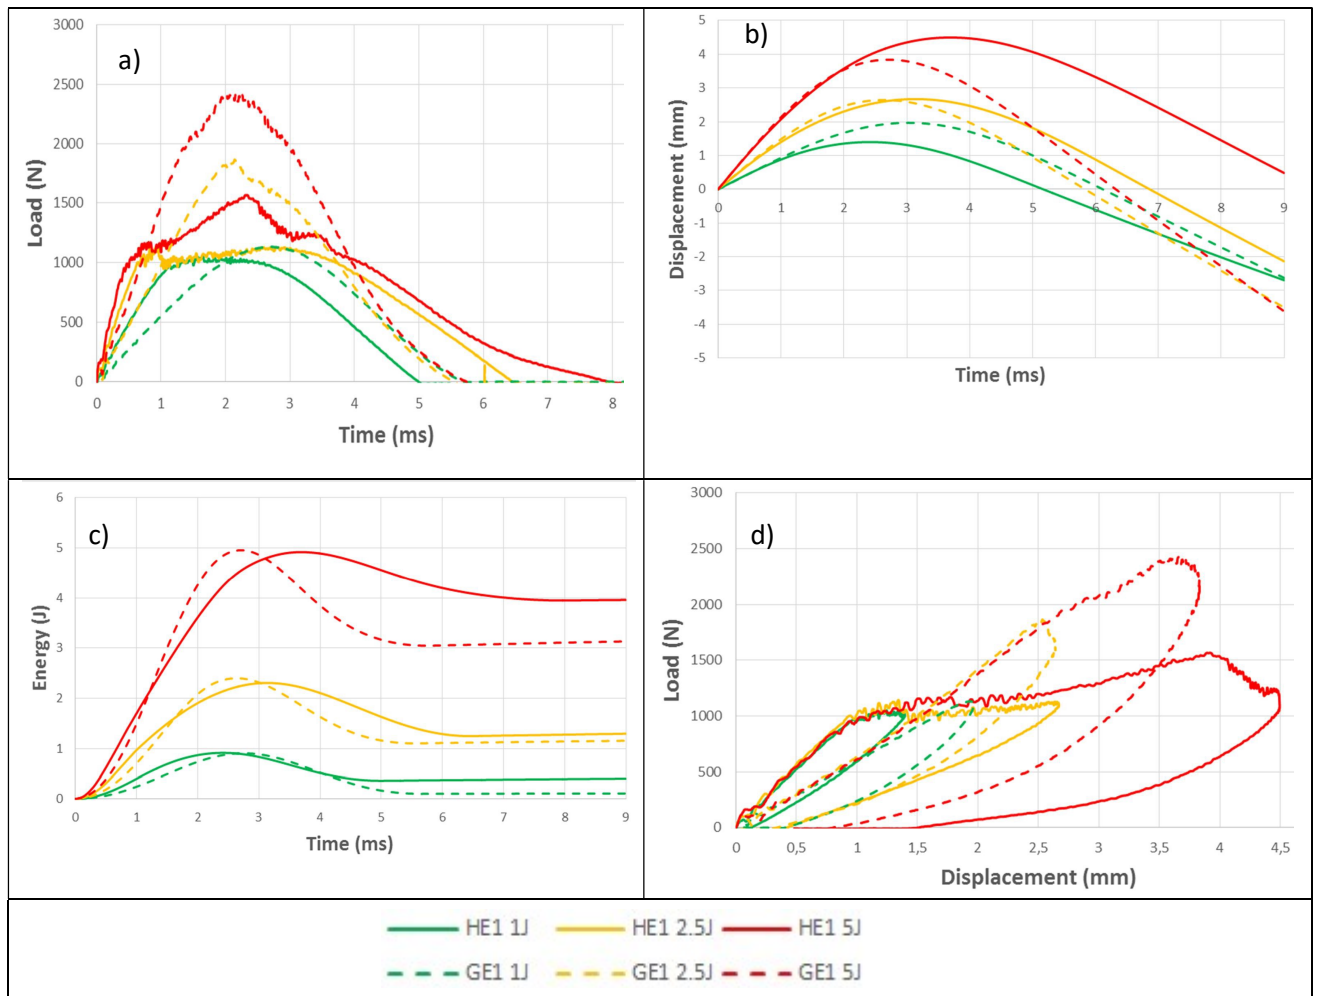 a)
3000
2500
2000
1500
1000
500
0
Load (N)
0 1 2 3 4 5 6 7 8
Time (ms)
b)
5
4
3
2
1
0
-1
-2
-3
-4
-5
Displacement (mm)
0 1 2 3 4 5 6 7 8 9
Time (ms)
c)
6
5
4
3
2
1
0
Energy (J)
0 1 2 3 4 5 6 7 8 9
Time (ms)
d)
3000
2500
2000
1500
1000
500
0
Load (N)
0 0,5 1 1,5 2 2,5 3 3,5 4 4,5
Displacement (mm)
HE1 1J HE1 2.5J HE1 5J
GE1 1J GE1 2.5J GE1 5J